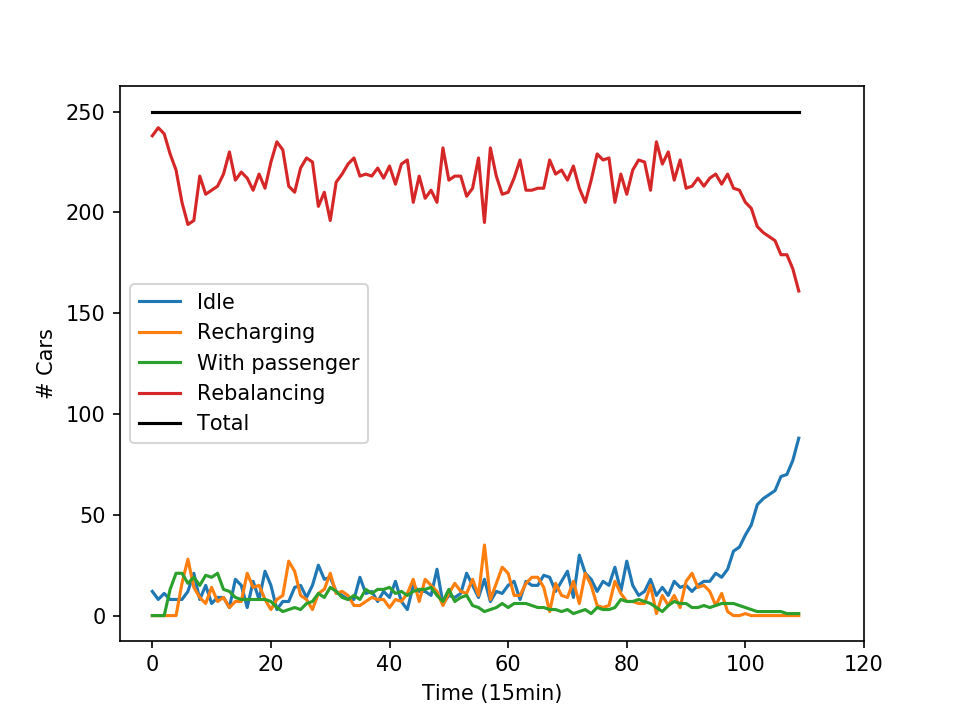 250
200
150
100
50
0
# Cars
Idle
Recharging
With passenger
Rebalancing
Total
0 20 40 60 80 100 120
Time (15min)